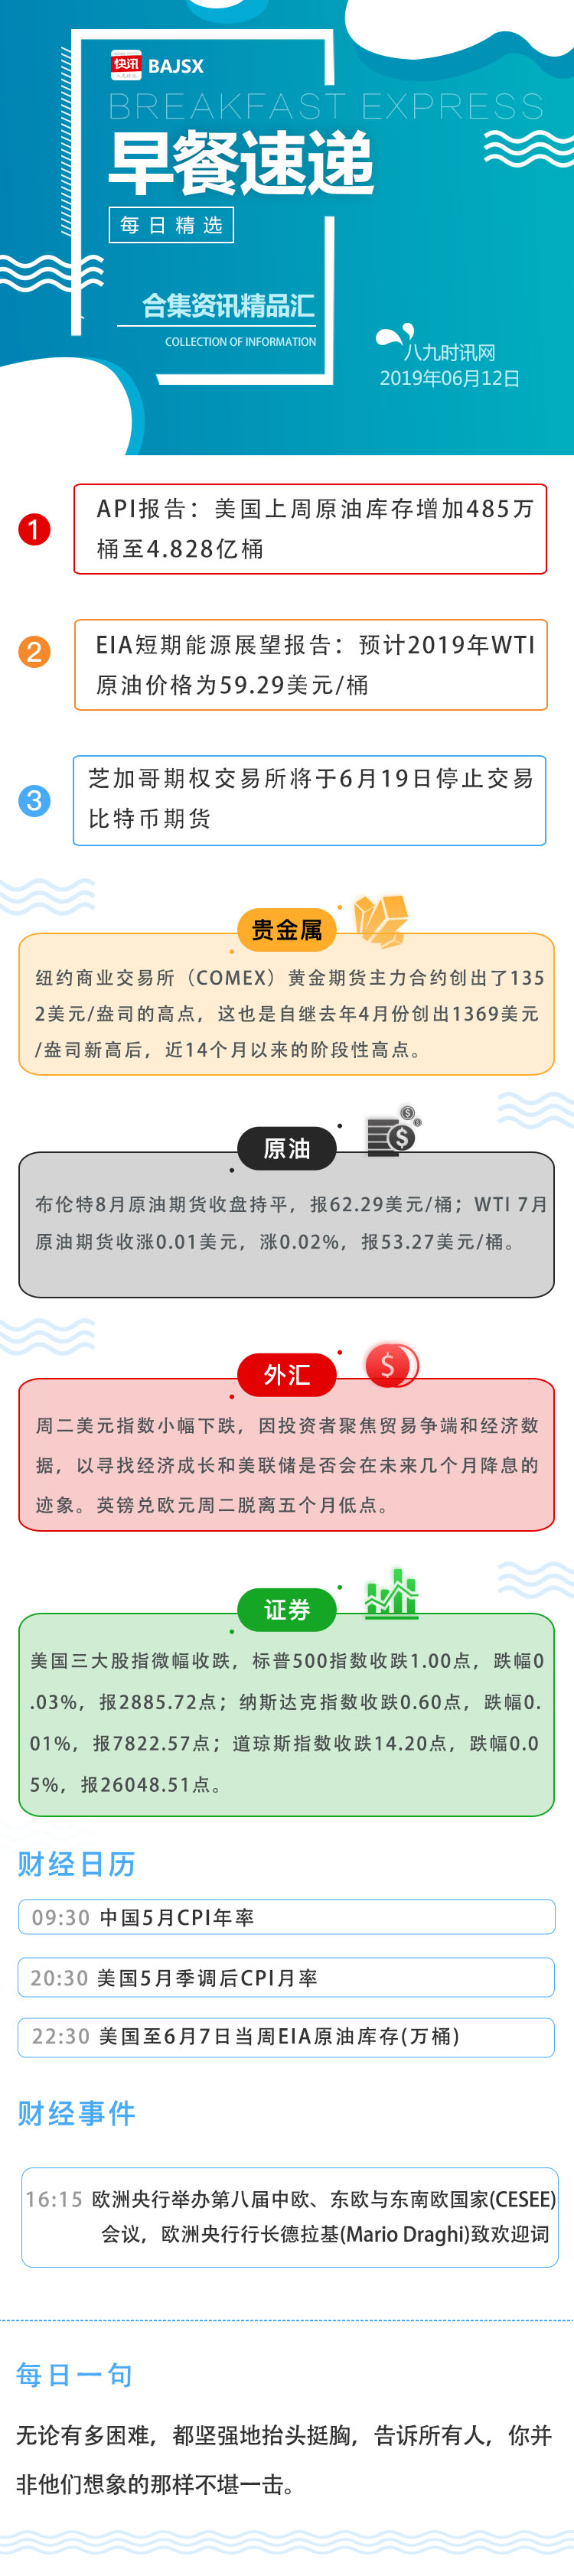 快讯
BAJSX
BREAKFAST EXPRESS
早餐速递
每日精选
合集资讯精品汇
COLLECTION OF INFORMATION
八九时讯网
2019年06月12日
1
API报告：美国上周原油库存增加485万
桶至4.828亿桶
2
EIA短期能源展望报告：预计2019年WTI
原油价格为59.29美元/桶
3
芝加哥期权交易所将于6月19日停止交易
比特币期货
贵金属
纽约商业交易所（COMEX）黄金期货主力合约创出了135
2美元/盎司的高点，这也是自继去年4月份创出1369美元
/盎司新高后，近14个月以来的阶段性高点。
原油
布伦特8月原油期货收盘持平，报62.29美元/桶；WTI 7月
原油期货收涨0.01美元，涨0.02%，报53.27美元/桶。
外汇
周二美元指数小幅下跌，因投资者聚焦贸易争端和经济数
据，以寻找经济成长和美联储是否会在未来几个月降息的
迹象。英镑兑欧元周二脱离五个月低点。
证券
美国三大股指微幅收跌，标普500指数收跌1.00点，跌幅0
.03%，报2885.72点；纳斯达克指数收跌0.60点，跌幅0.
01%，报7822.57点；道琼斯指数收跌14.20点，跌幅0.0
5%，报26048.51点。
财经日历
09:30 中国5月CPI年率
20:30 美国5月季调后CPI月率
22:30 美国至6月7日当周EIA原油库存(万桶)
财经事件
16:15 欧洲央行举办第八届中欧、东欧与东南欧国家(CESEE)
会议，欧洲央行行长德拉基(Mario Draghi)致欢迎词
每日一句
无论有多困难，都坚强地抬头挺胸，告诉所有人，你并
非他们想象的那样不堪一击。